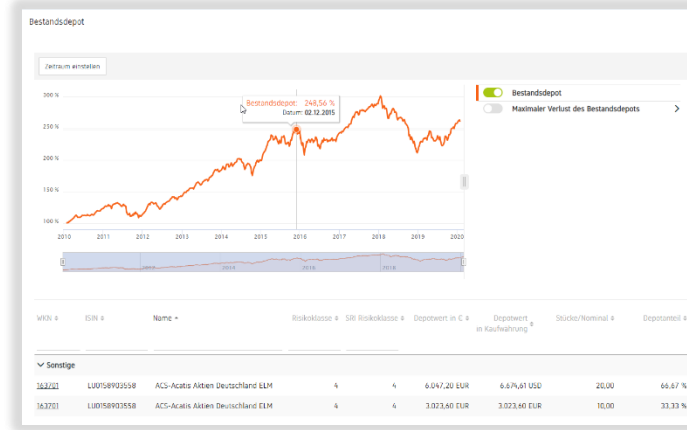 Bestandsdepot
Zeitraum einstellen
300 %
250 %
200 %
150 %
100 %
Bestandsdepot: 248,56 %
Datum: 02.12.2015
2010 2011 2012 2013 2014 2015 2016 2017 2018 2019 2020
2014 2016 2018
Bestandsdepot
Maximaler Verlust des Bestandsdepots
WKN ISIN Name Risikoklasse SRI Risikoklasse Depotwert in € Depotwert in Kaufwährung Stücke/Nominal Depotanteil
Sonstige
163701 LU0158903558 ACS-Acatis Aktien Deutschland ELM 4 4 6.047,20 EUR 6.674,61 USD 20,00 66,67 %
163701 LU0158903558 ACS-Acatis Aktien Deutschland ELM 4 4 3.023,60 EUR 3.023,60 EUR 10,00 33,33 %